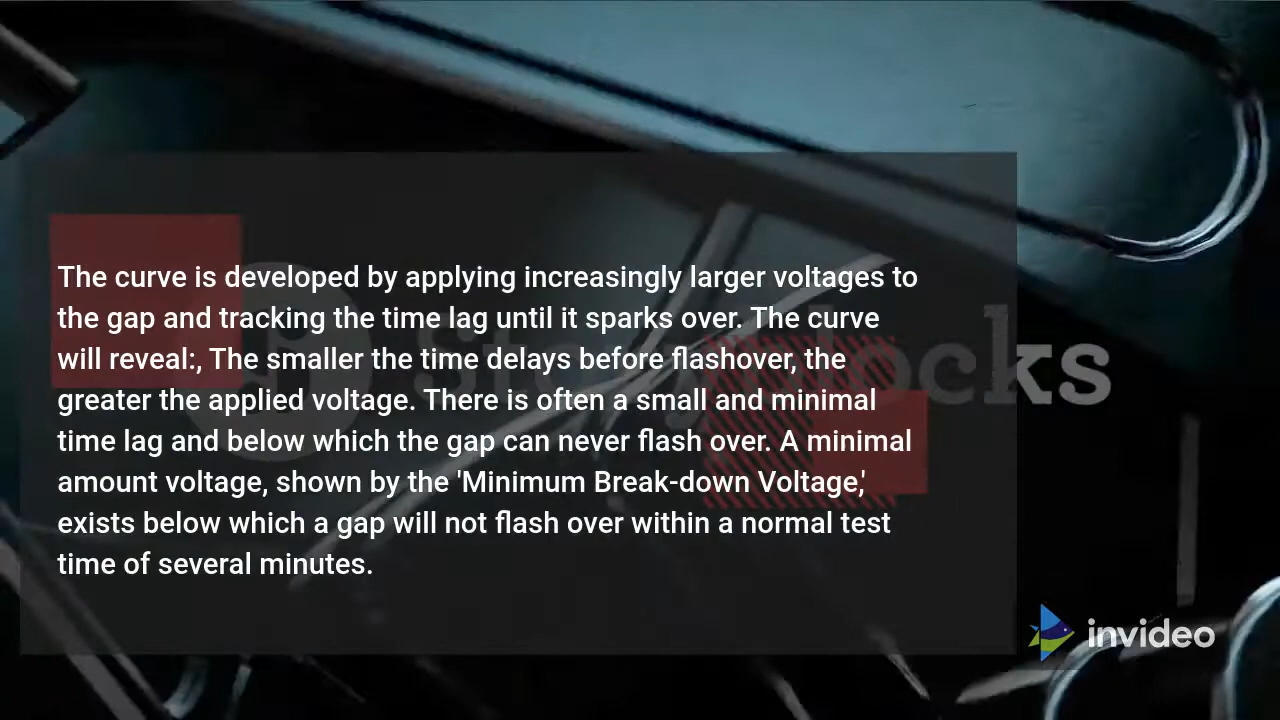 The curve is developed by applying increasingly larger voltages to
the gap and tracking the time lag until it sparks over. The curve
will reveal:, The smaller the time delays before flashover, the
greater the applied voltage. There is often a small and minimal
time lag and below which the gap can never flash over. A minimal
amount voltage, shown by the 'Minimum Break-down Voltage,'
exists below which a gap will not flash over within a normal test
time of several minutes.
invideo